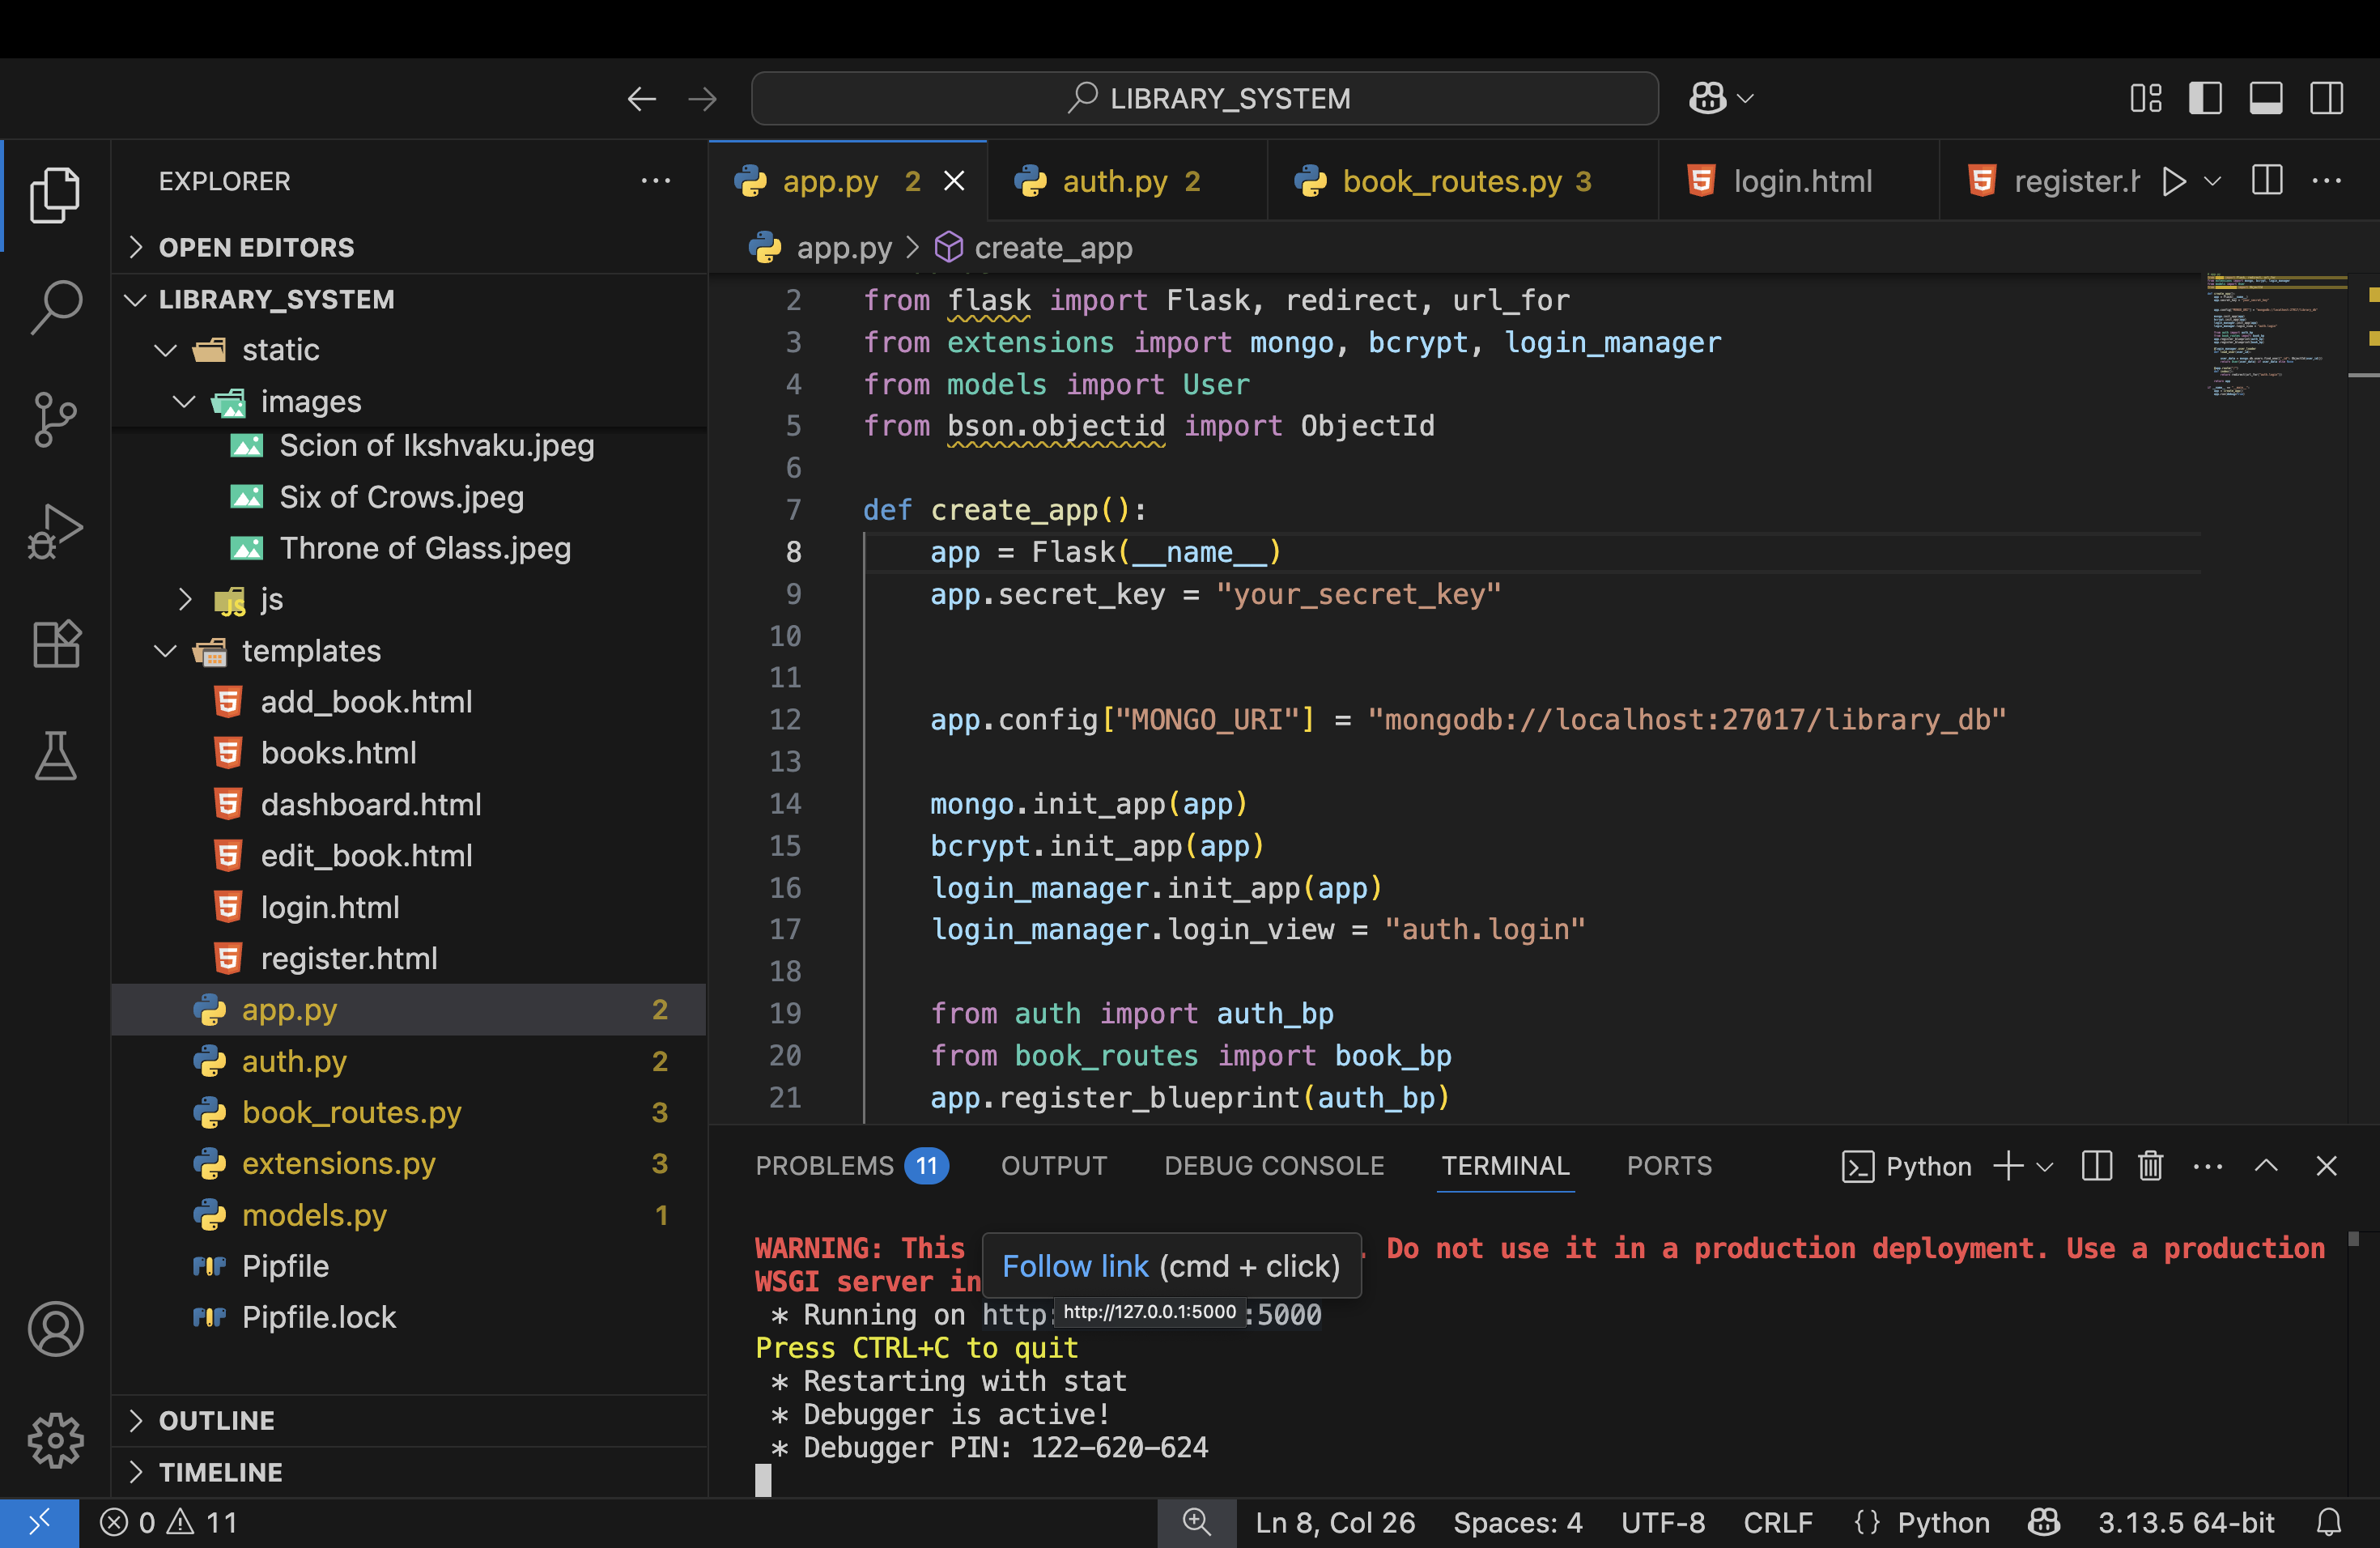 LIBRARY_SYSTEM
EXPLORER
OPEN EDITORS
LIBRARY_SYSTEM
static
images
Scion of Ikshvaku.jpeg
Six of Crows.jpeg
Throne of Glass.jpeg
js
templates
add_book.html
books.html
dashboard.html
edit_book.html
login.html
register.html
app.py 2
auth.py 2
book_routes.py 3
extensions.py 3
models.py 1
Pipfile
Pipfile.lock
OUTLINE
TIMELINE
app.py 2 auth.py 2 book_routes.py 3 login.html register.h
app.py > create_app
2 from flask import Flask, redirect, url_for
3 from extensions import mongo, bcrypt, login_manager
4 from models import User
5 from bson.objectid import ObjectId
6
7 def create_app():
8 app = Flask(__name__)
9 app.secret_key = "your_secret_key"
10
11
12 app.config["MONGO_URI"] = "mongodb://localhost:27017/library_db"
13
14 mongo.init_app(app)
15 bcrypt.init_app(app)
16 login_manager.init_app(app)
17 login_manager.login_view = "auth.login"
18
19 from auth import auth_bp
20 from book_routes import book_bp
21 app.register_blueprint(auth_bp)
PROBLEMS 11 OUTPUT DEBUG CONSOLE TERMINAL PORTS Python
WARNING: This . Do not use it in a production deployment. Use a production
WSGI server in
Follow link (cmd + click)
* Running on http: :5000
http://127.0.0.1:5000
Press CTRL+C to quit
* Restarting with stat
* Debugger is active!
* Debugger PIN: 122-620-624
0 11 Ln 8, Col 26 Spaces: 4 UTF-8 CRLF {} Python 3.13.5 64-bit